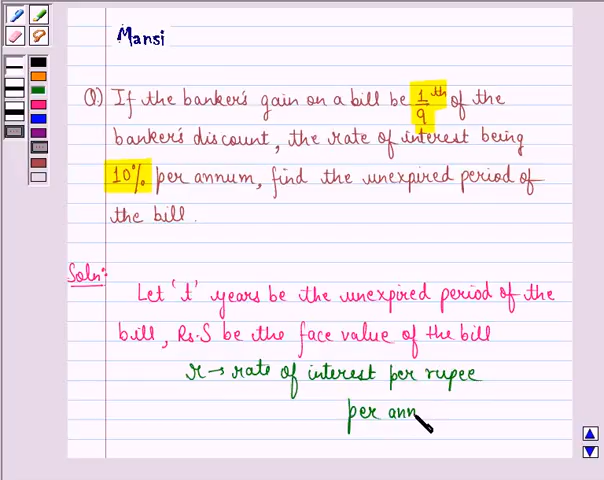 Mansi
Q) If the banker's gain on a bill be 1/9 th of the
banker's discount, the rate of interest being
10% per annum, find the unexpired period of
the bill.
Soln:
Let 't' years be the unexpired period of the
bill, Rs. S be the face value of the bill
r → rate of interest per rupee
per ann